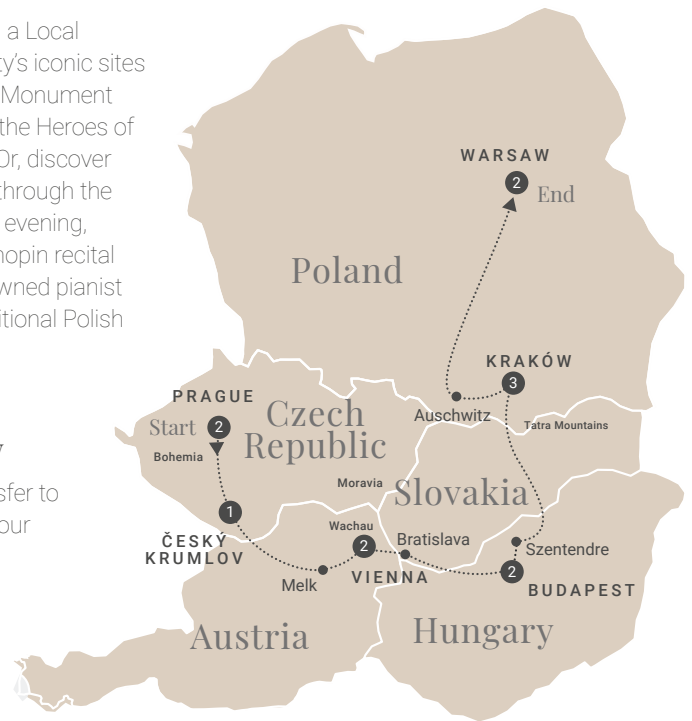 a Local
ty's iconic sites
Monument
the Heroes of
Or, discover
through the
evening,
hopin recital
wned pianist
itional Polish
sfer to
our
WARSAW
2
End
Poland
KRAKÓW
3
Auschwitz
Tatra Mountains
PRAGUE
Start
2
Czech
Republic
Bohemia
Moravia
Slovakia
1
ČESKÝ
KRUMLOV
Wachau
2
Bratislava
Szentendre
Melk
VIENNA
2
BUDAPEST
Austria
Hungary